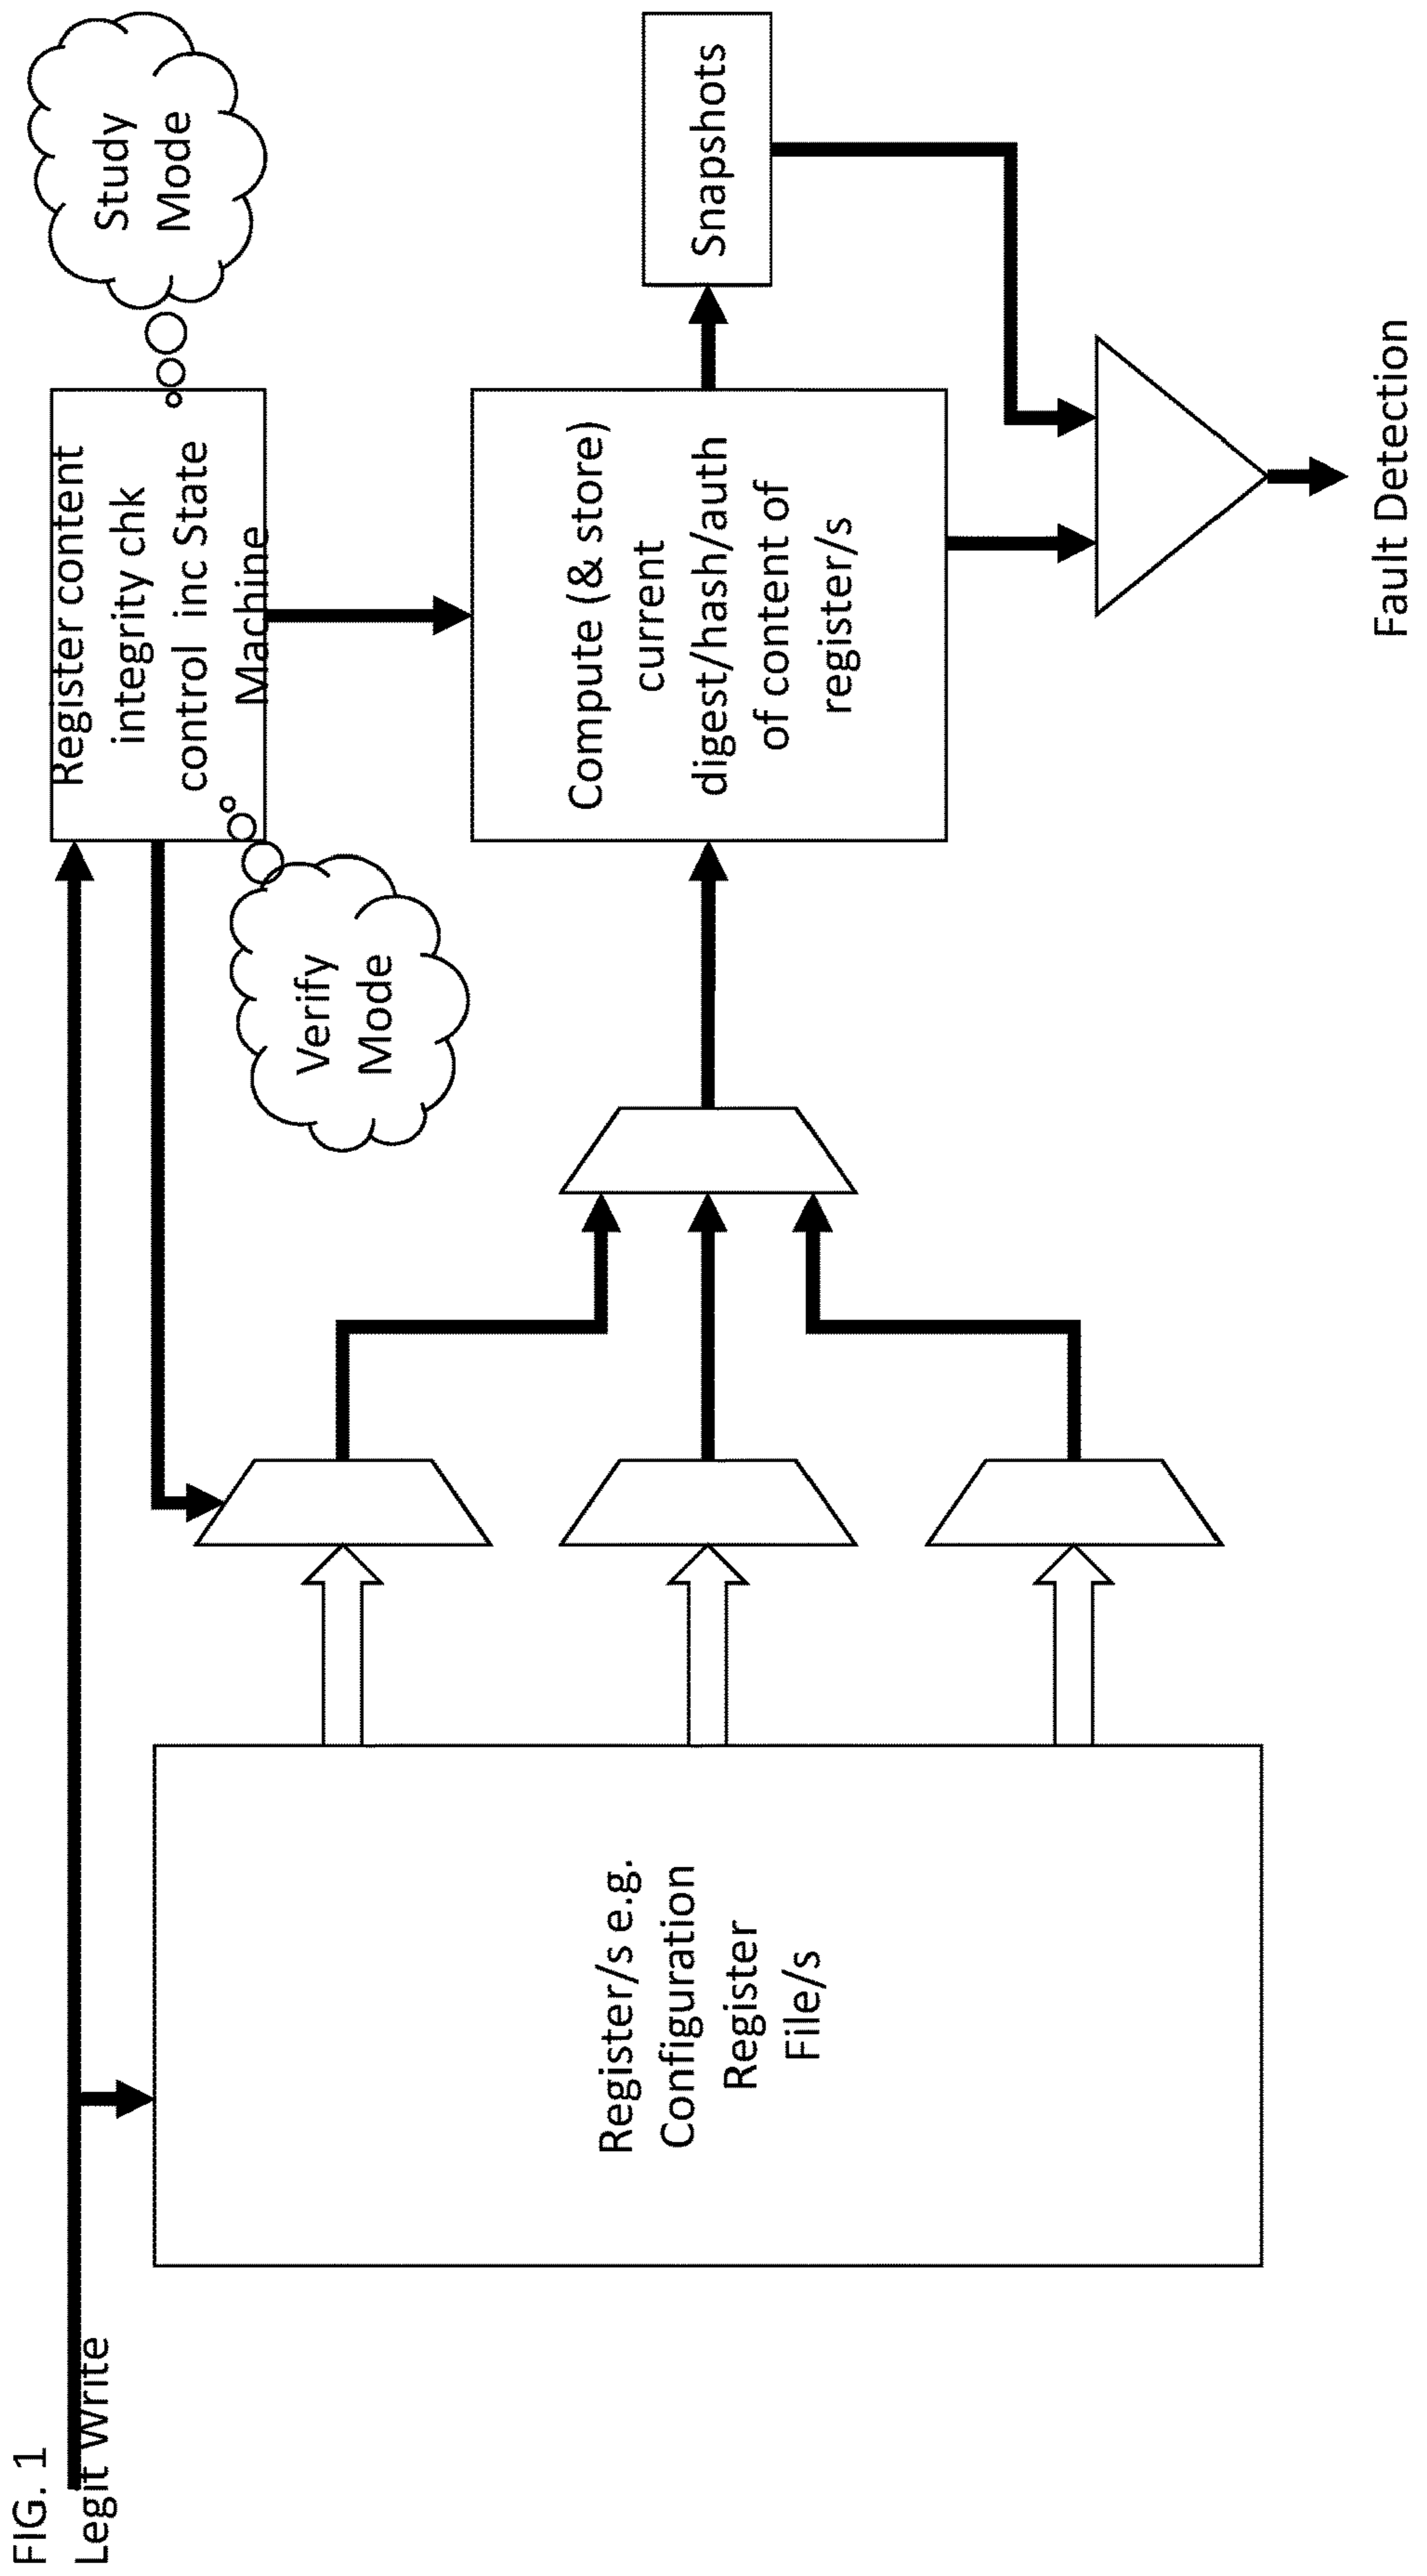 FIG. 1
Legit Write
Register/s e.g.
Configuration
Register
File/s
Verify
Mode
Register content
integrity chk
control inc State
Machine
Study
Mode
Compute (& store)
current
digest/hash/auth
of content of
register/s
Snapshots
Fault Detection